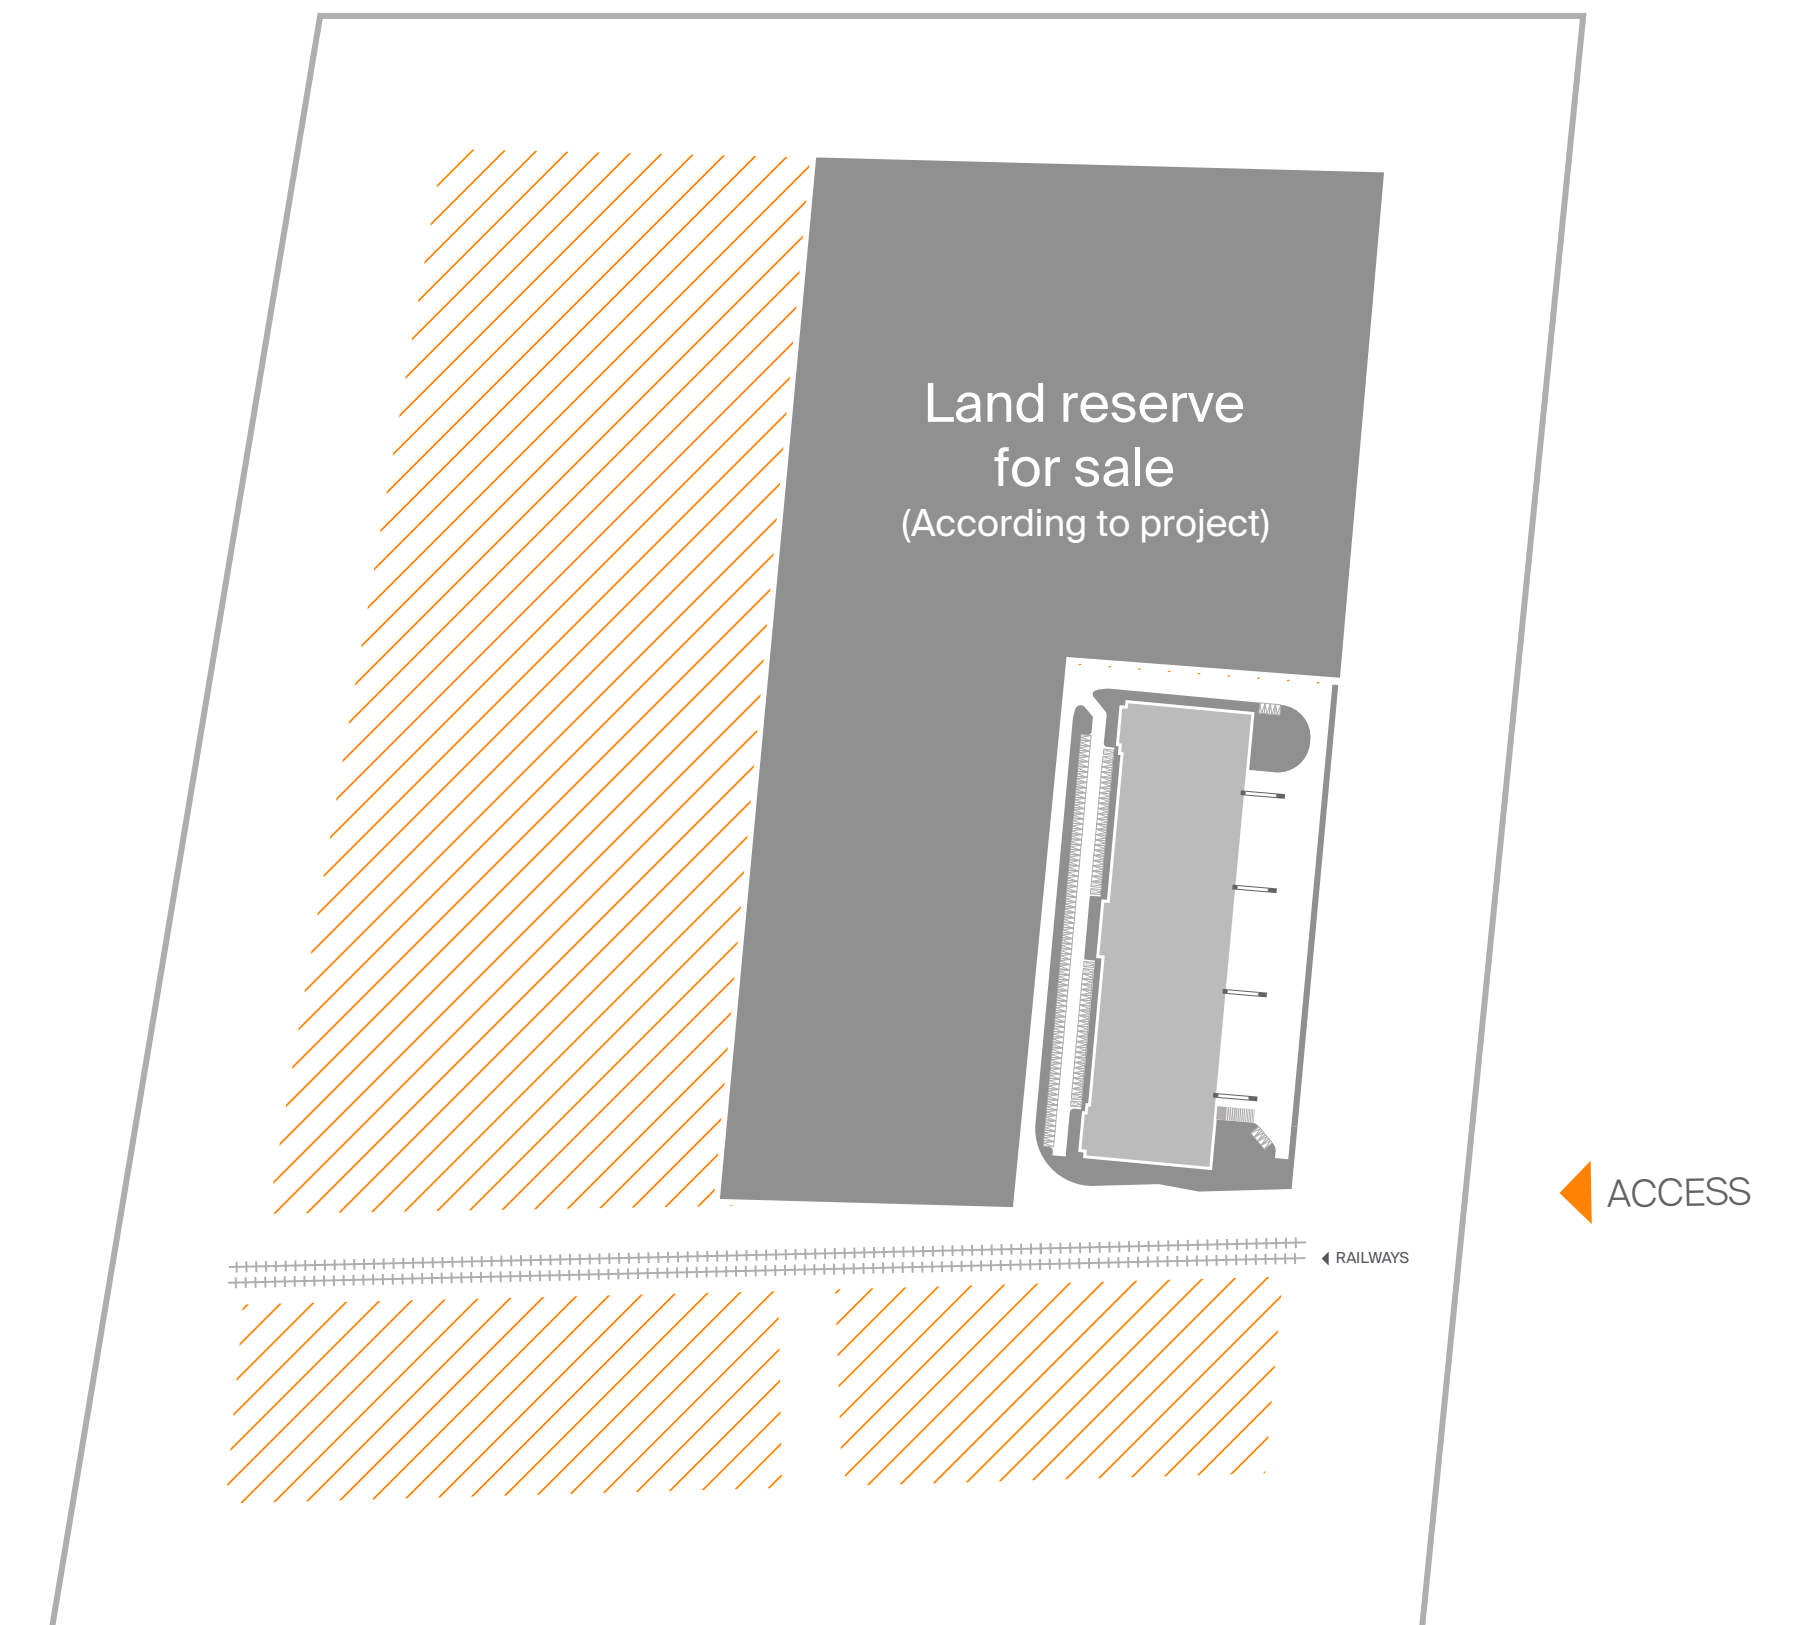 Land reserve
for sale
(According to project)
ACCESS
RAILWAYS